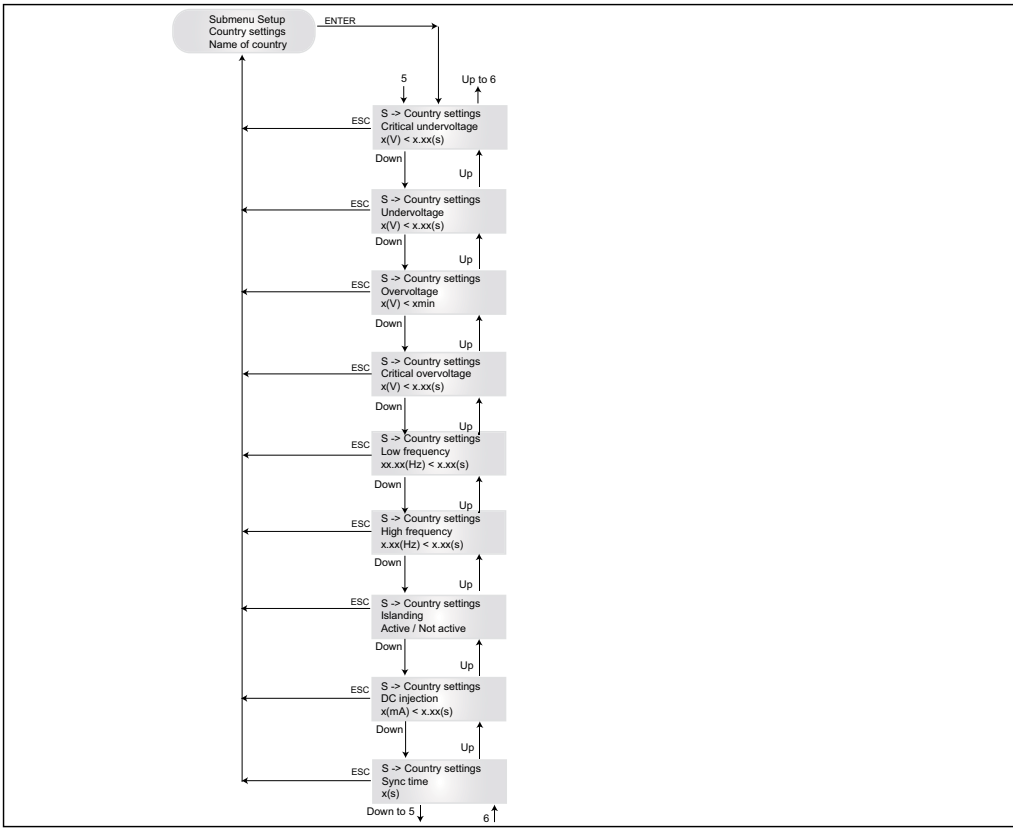 Submenu Setup
Country settings
Name of country
ENTER
5
Up to 6
S -> Country settings
Critical undervoltage
x(V) < x.xx(s)
ESC
Down
Up
S -> Country settings
Undervoltage
x(V) < x.xx(s)
ESC
Down
Up
S -> Country settings
Overvoltage
x(V) < xmin
ESC
Down
Up
S -> Country settings
Critical overvoltage
x(V) < x.xx(s)
ESC
Down
Up
S -> Country settings
Low frequency
xx.xx(Hz) < x.xx(s)
ESC
Down
Up
S -> Country settings
High frequency
x.xx(Hz) < x.xx(s)
ESC
Down
Up
S -> Country settings
Islanding
Active / Not active
ESC
Down
Up
S -> Country settings
DC injection
x(mA) < x.xx(s)
ESC
Down
Up
S -> Country settings
Sync time
x(s)
ESC
Down to 5
6